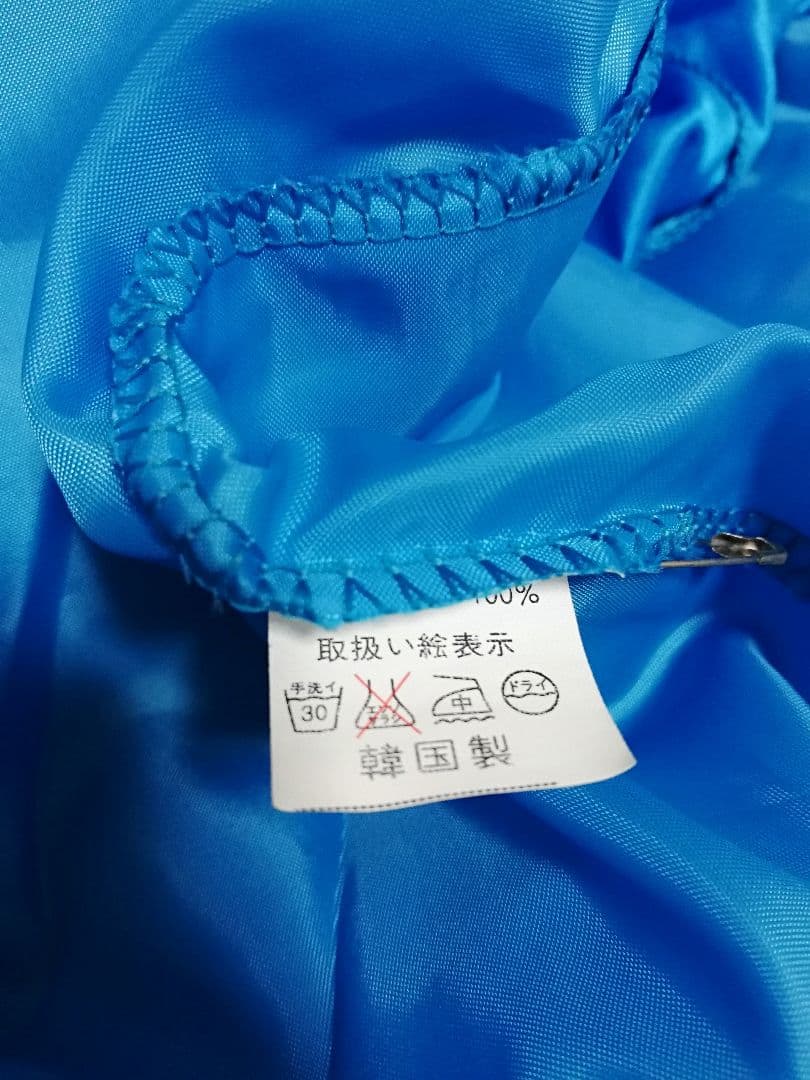 100%
取扱い絵表示
手洗イ 30 エンソサラシ 中 ドライ
韓国製